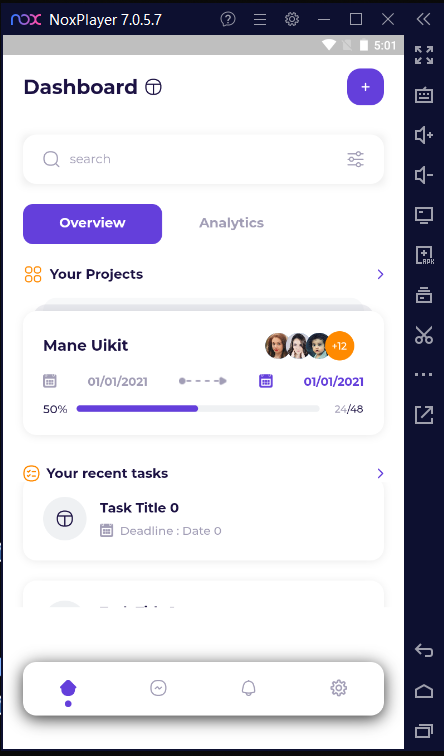 nox NoxPlayer 7.0.5.7
5:01
Dashboard
+
search
Overview Analytics
Your Projects
Mane Uikit +12
01/01/2021 01/01/2021
50% 24/48
Your recent tasks
Task Title 0
Deadline : Date 0
APK